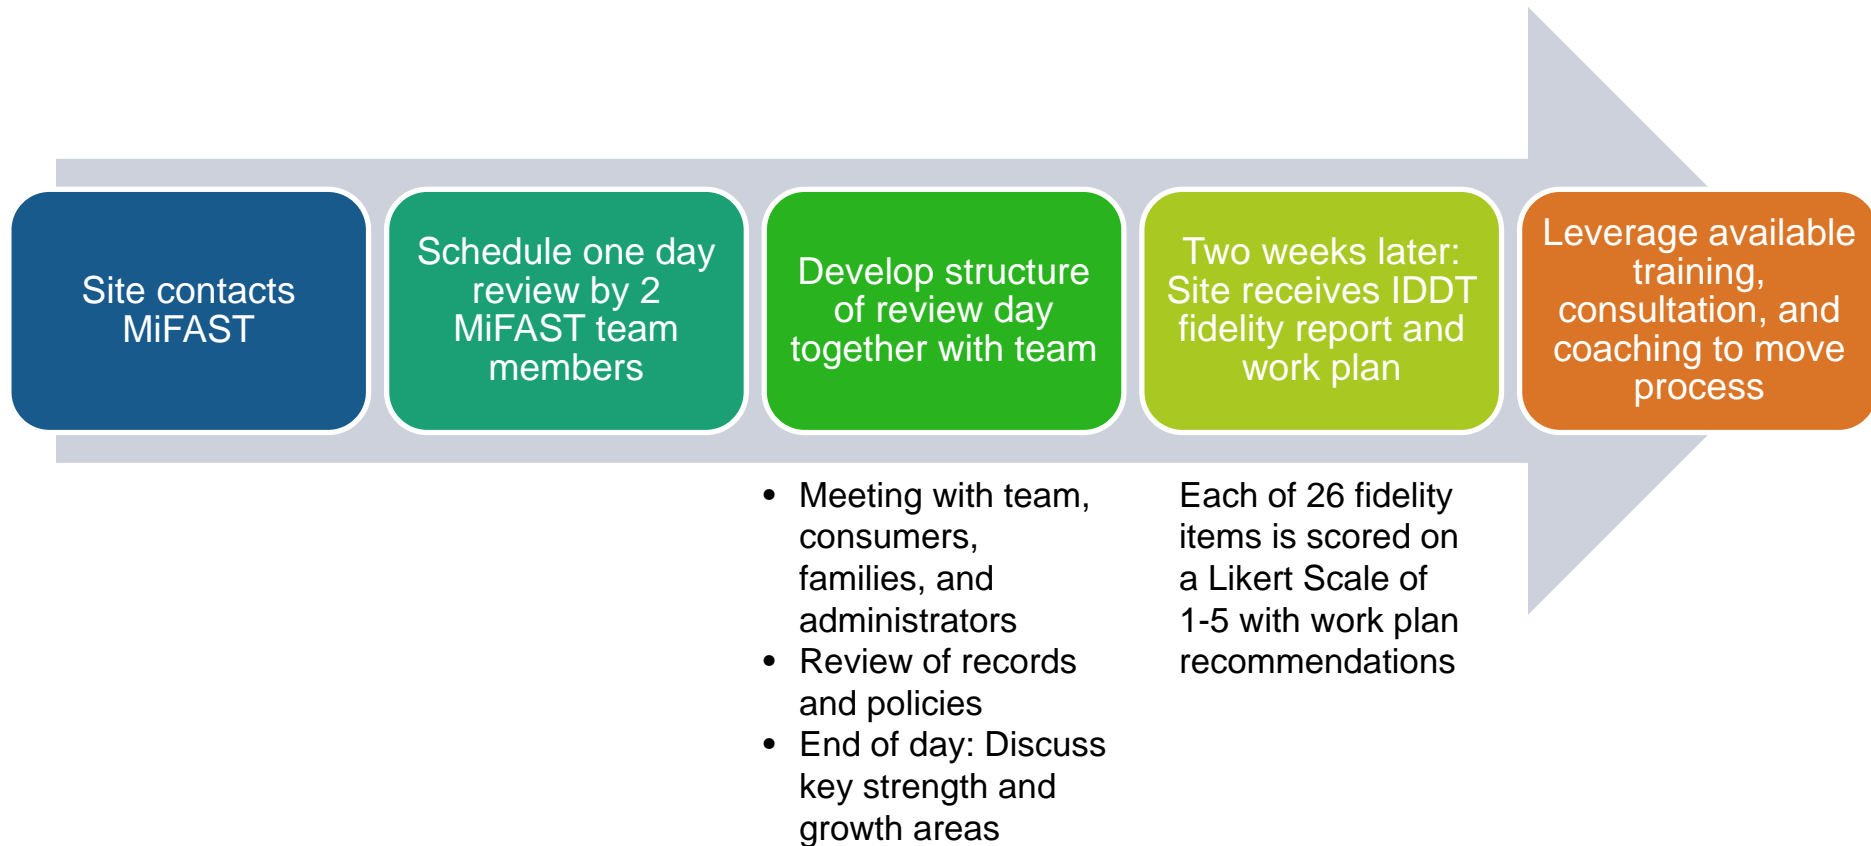 Site contacts
MiFAST
Schedule one day
review by 2
MiFAST team
members
Develop structure
of review day
together with team
Two weeks later:
Site receives IDDT
fidelity report and
work plan
Leverage available
training,
consultation, and
coaching to move
process
• Meeting with team,
consumers,
families, and
administrators
• Review of records
and policies
• End of day: Discuss
key strength and
growth areas
Each of 26 fidelity
items is scored on
a Likert Scale of
1-5 with work plan
recommendations